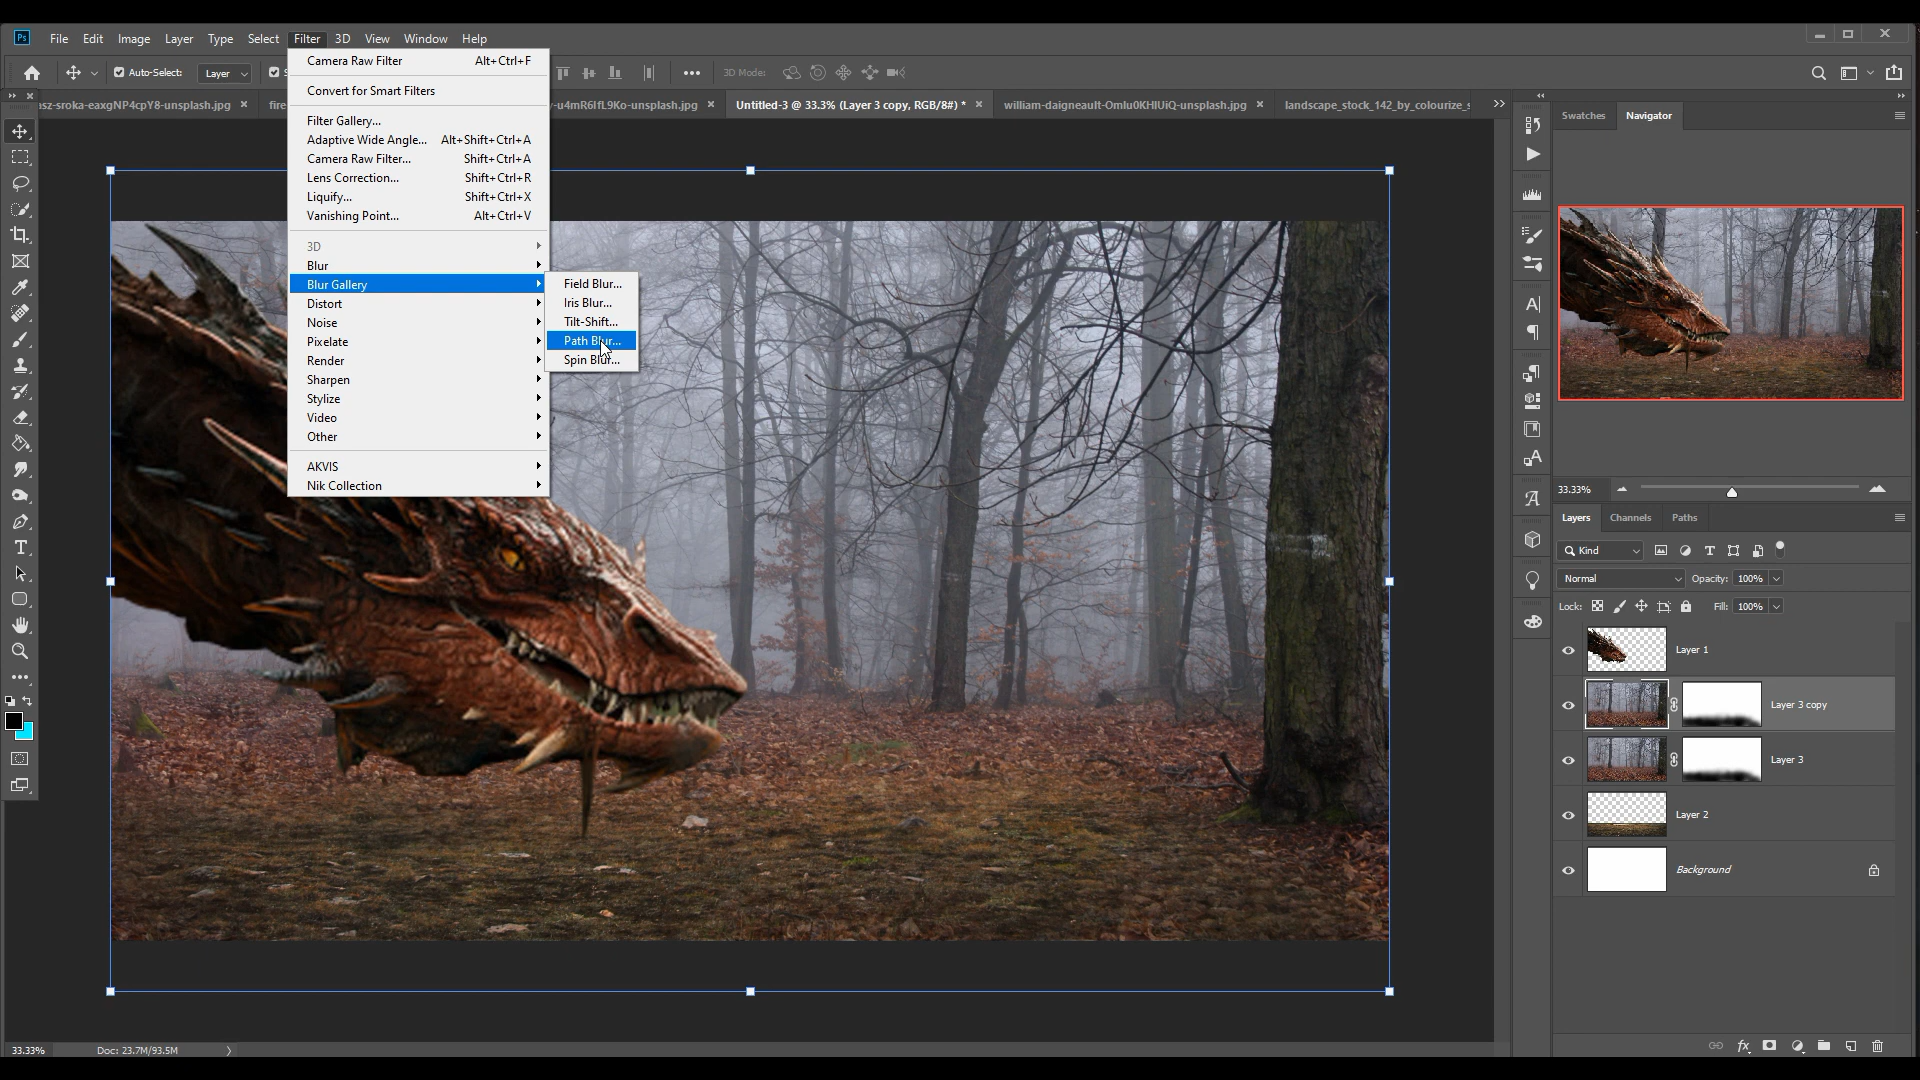 Ps File Edit Image Layer Type Select Filter 3D View Window Help
Auto-Select: Layer 3D Mode:
asz-sroka-eaxgNP4cpY8-unsplash.jpg × fire y-u4mR6IfL9Ko-unsplash.jpg × Untitled-3 @ 33.3% (Layer 3 copy, RGB/8#) * × william-daigneault-OmIu0KHIUiQ-unsplash.jpg × landscape_stock_142_by_colourize_s
Camera Raw Filter Alt+Ctrl+F
Convert for Smart Filters
Filter Gallery...
Adaptive Wide Angle... Alt+Shift+Ctrl+A
Camera Raw Filter... Shift+Ctrl+A
Lens Correction... Shift+Ctrl+R
Liquify... Shift+Ctrl+X
Vanishing Point... Alt+Ctrl+V
3D
Blur
Blur Gallery
Distort
Noise
Pixelate
Render
Sharpen
Stylize
Video
Other
AKVIS
Nik Collection
Field Blur...
Iris Blur...
Tilt-Shift...
Path Blur...
Spin Blur...
Swatches Navigator
33.33%
Layers Channels Paths
Kind
Normal Opacity: 100%
Lock: Fill: 100%
Layer 1
Layer 3 copy
Layer 3
Layer 2
Background
33.33% Doc: 23.7M/93.5M